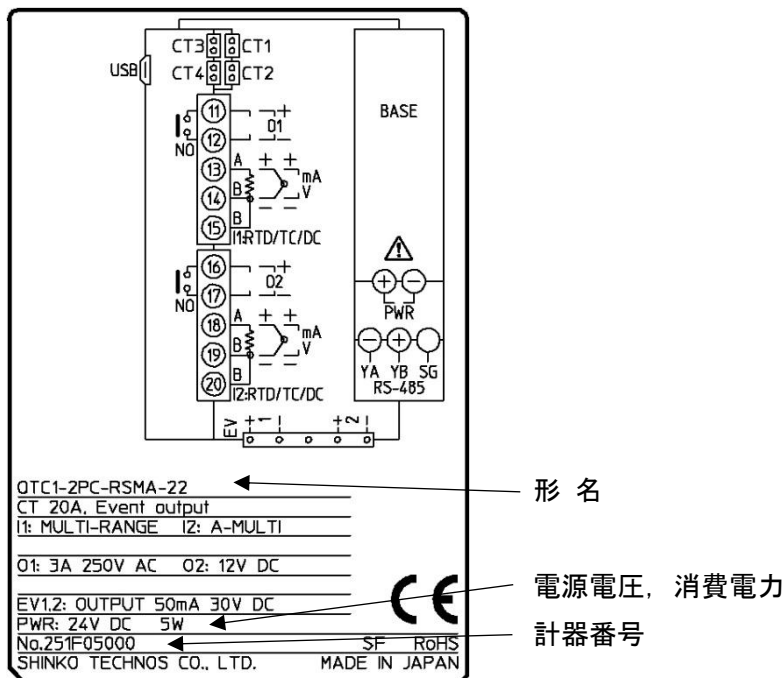 CT3 CT1
USB CT4 CT2
11 + BASE
O1
12
NO
13 A + + mA
14 B V
15 B
I1:RTD/TC/DC
16 +
O2
17
NO PWR
18 A + + mA
19 B V
20 B YA YB SG
I2:RTD/TC/DC RS-485
EV + 1 − + 2 −
QTC1-2PC-RSMA-22 形 名
CT 20A, Event output
I1: MULTI-RANGE I2: A-MULTI
O1: 3A 250V AC O2: 12V DC
EV1,2: OUTPUT 50mA 30V DC CE
PWR: 24V DC 5W 電源電圧, 消費電力
No.251F05000 SF RoHS 計器番号
SHINKO TECHNOS CO., LTD. MADE IN JAPAN